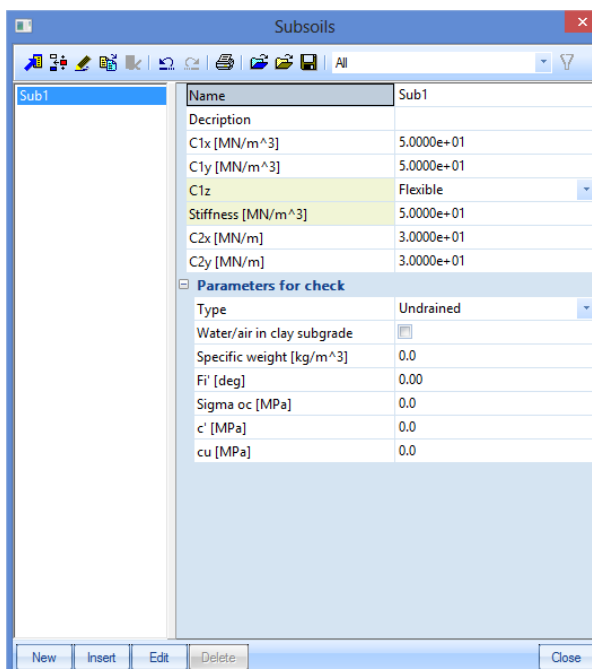 Subsoils
All
Sub1
Name Sub1
Decription
C1x [MN/m^3] 5.0000e+01
C1y [MN/m^3] 5.0000e+01
C1z Flexible
Stiffness [MN/m^3] 5.0000e+01
C2x [MN/m] 3.0000e+01
C2y [MN/m] 3.0000e+01
Parameters for check
Type Undrained
Water/air in clay subgrade
Specific weight [kg/m^3] 0.0
Fi' [deg] 0.00
Sigma oc [MPa] 0.0
c' [MPa] 0.0
cu [MPa] 0.0
New Insert Edit Delete Close